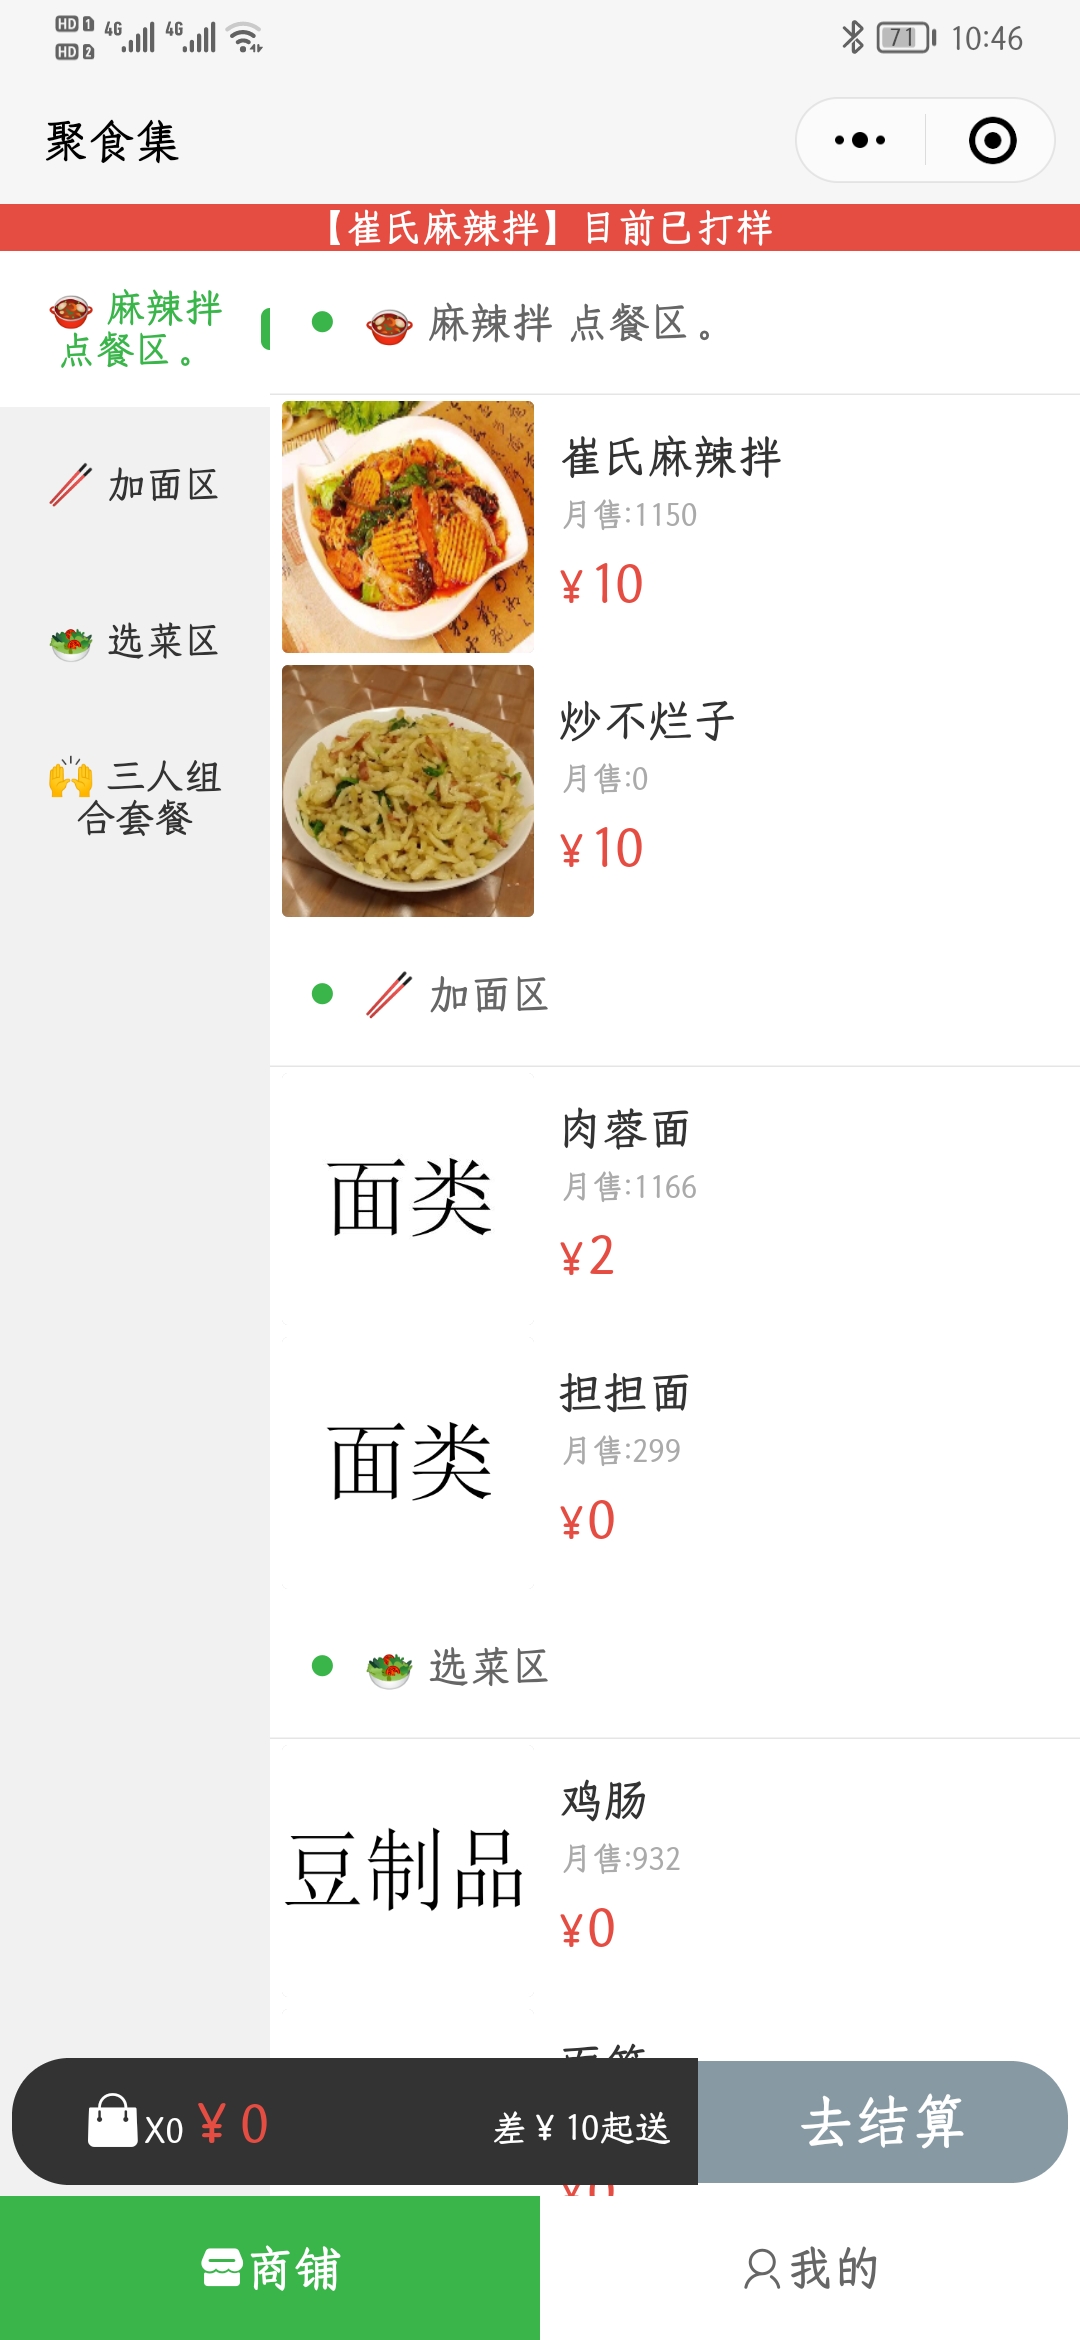 HD 1 4G 4G
HD 2
71 10:46
聚食集
【崔氏麻辣拌】目前已打样
麻辣拌
点餐区。
加面区
选菜区
三人组
合套餐
麻辣拌 点餐区。
崔氏麻辣拌
月售:1150
¥10
炒不烂子
月售:0
¥10
加面区
面类
肉蓉面
月售:1166
¥2
面类
担担面
月售:299
¥0
选菜区
豆制品
鸡肠
月售:932
¥0
X0 ¥ 0
差 ¥ 10起送
去结算
商铺
我的